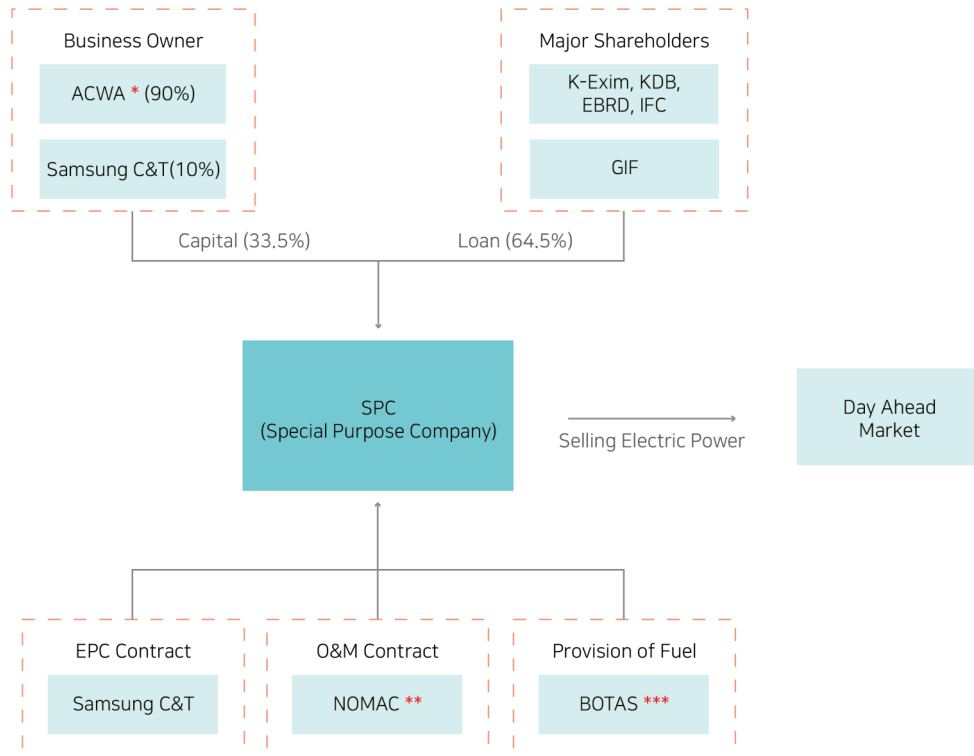 Business Owner
ACWA * (90%)
Samsung C&T(10%)
Major Shareholders
K-Exim, KDB,
EBRD, IFC
GIF
Capital (33.5%)
Loan (64.5%)
SPC
(Special Purpose Company)
Selling Electric Power
Day Ahead
Market
EPC Contract
Samsung C&T
O&M Contract
NOMAC **
Provision of Fuel
BOTAS ***